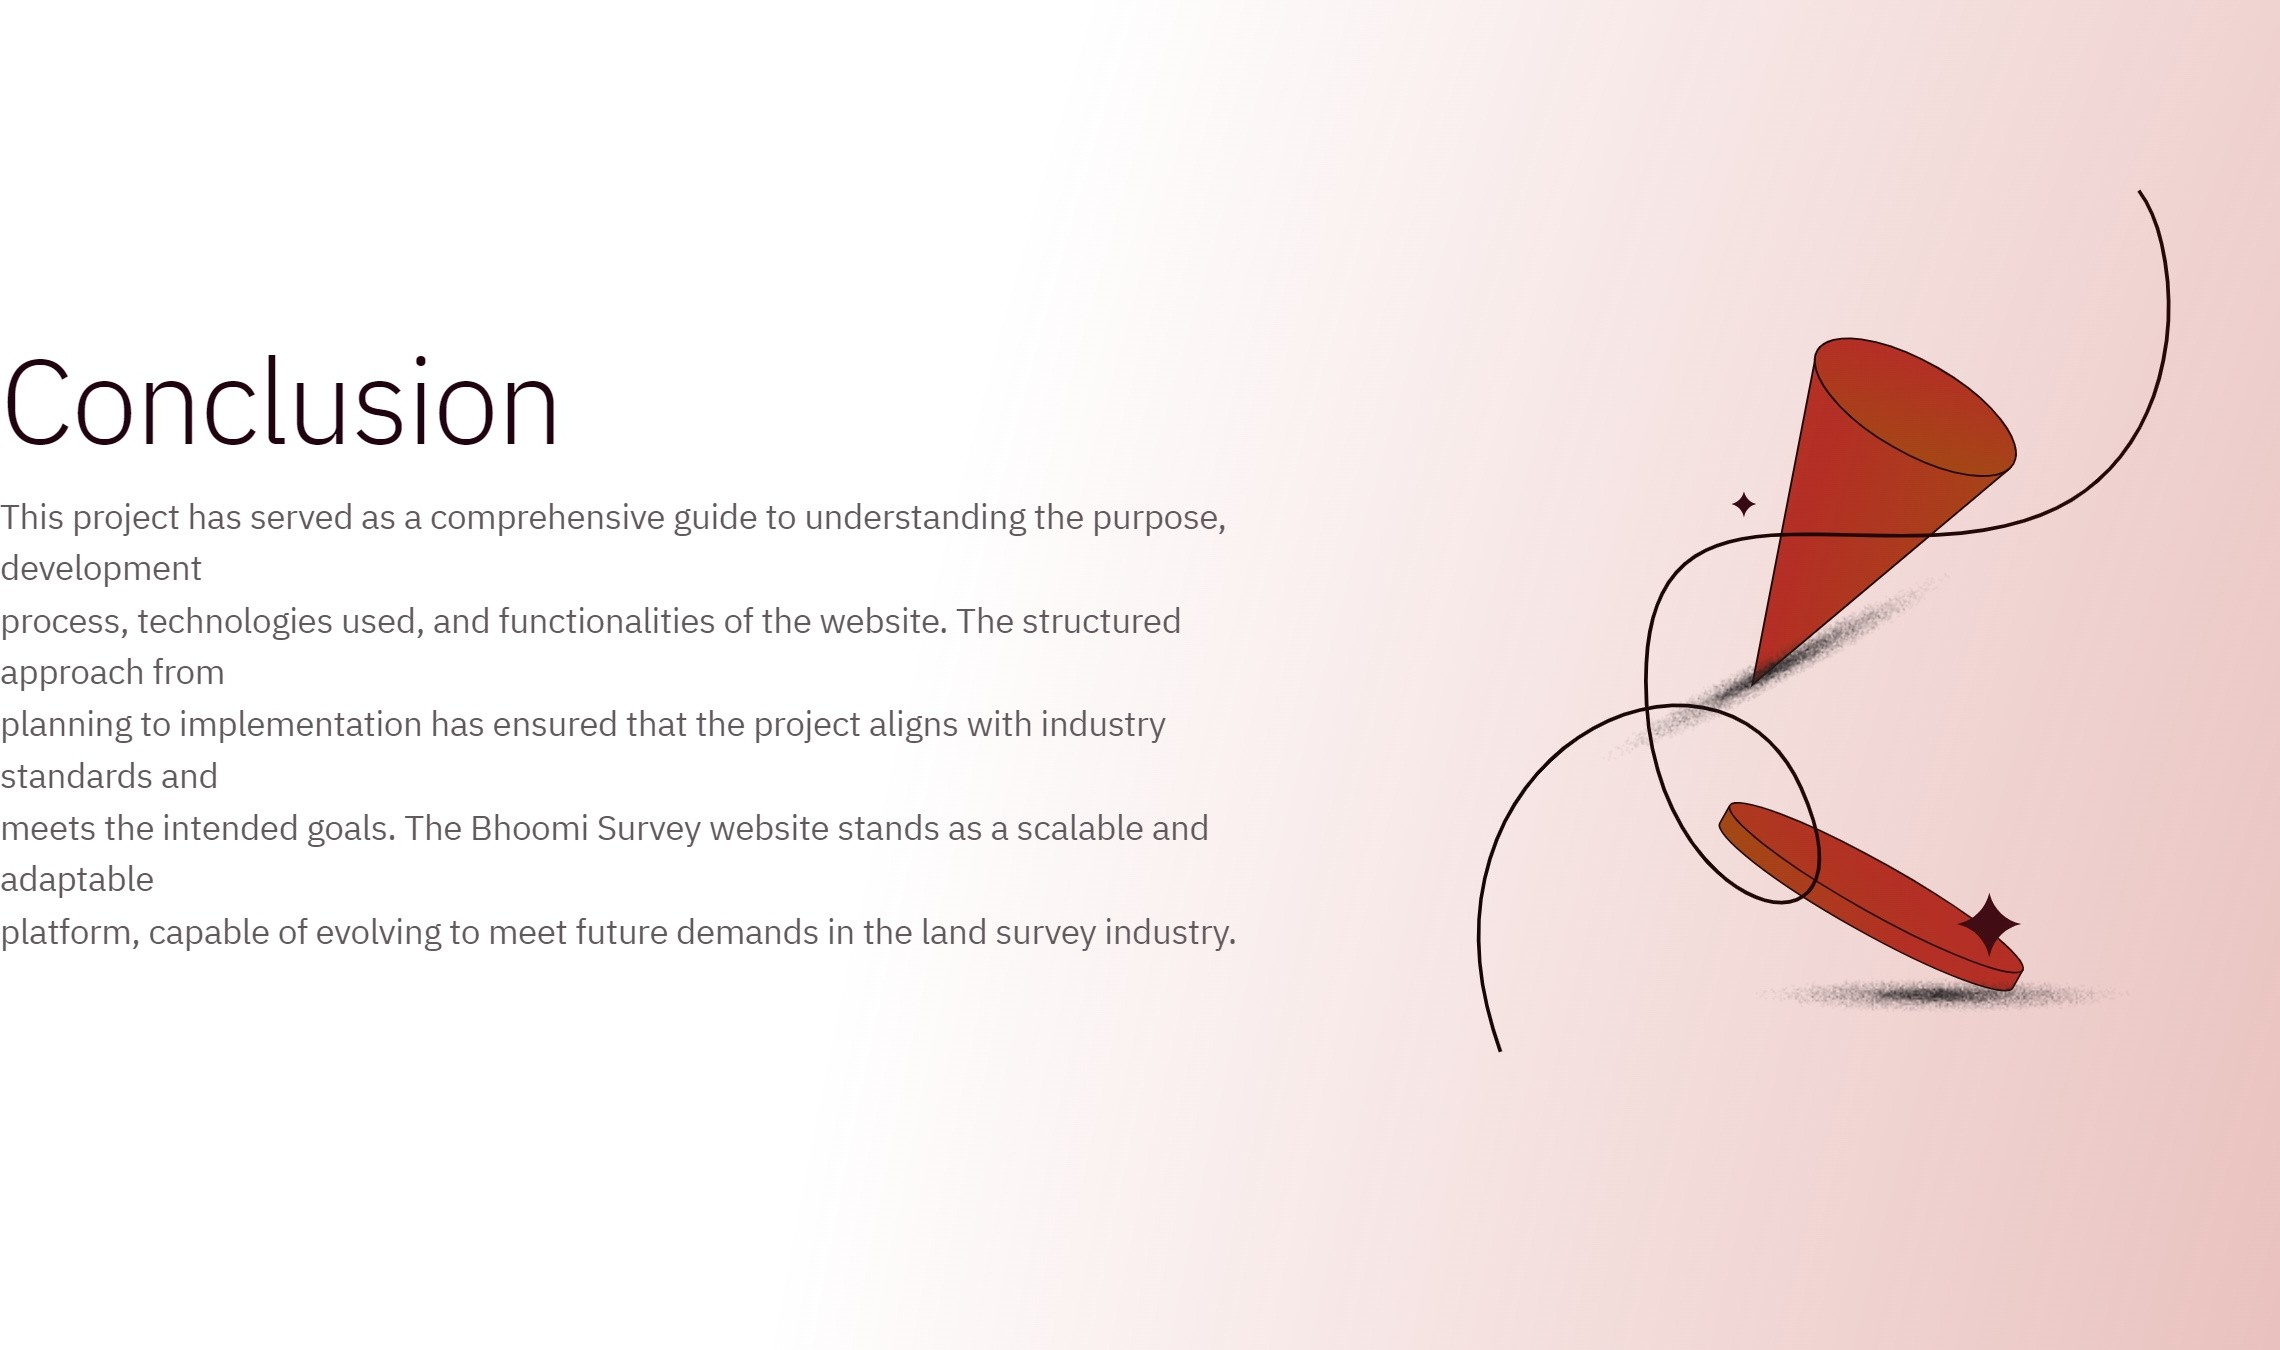 Conclusion
This project has served as a comprehensive guide to understanding the purpose,
development
process, technologies used, and functionalities of the website. The structured
approach from
planning to implementation has ensured that the project aligns with industry
standards and
meets the intended goals. The Bhoomi Survey website stands as a scalable and
adaptable
platform, capable of evolving to meet future demands in the land survey industry.